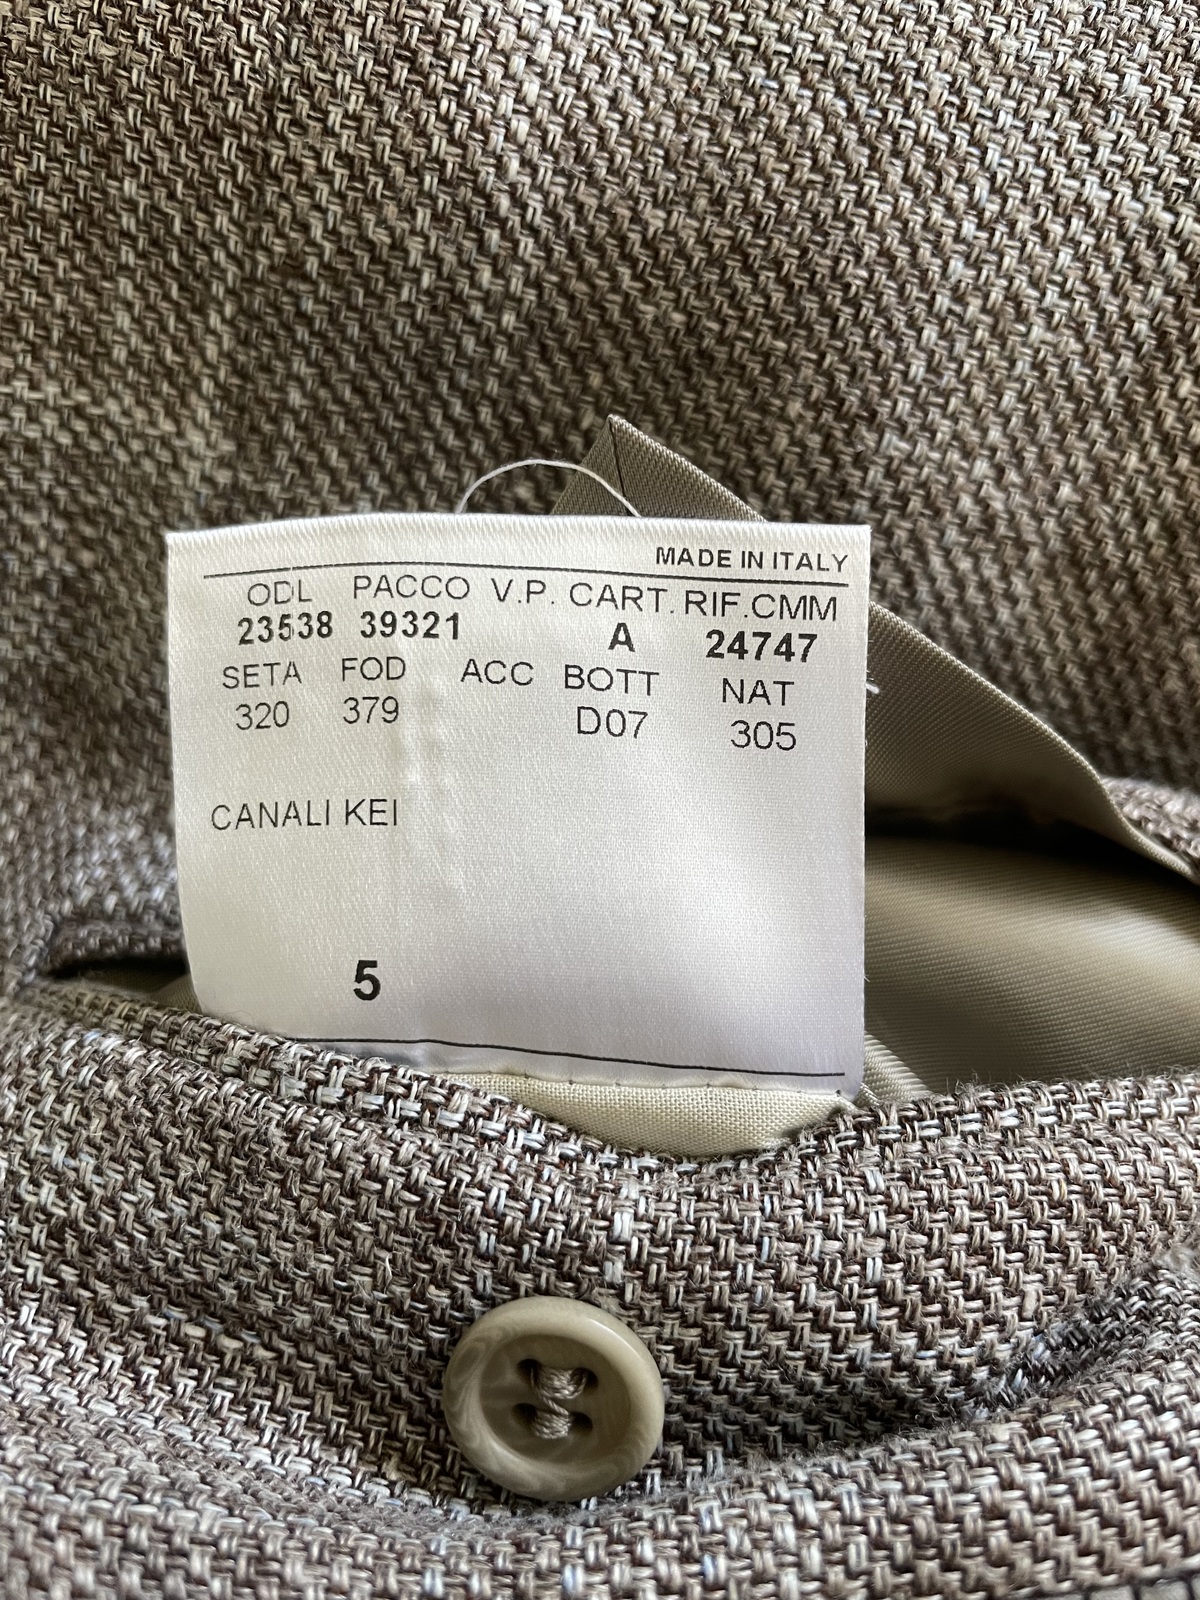 MADE IN ITALY
ODL PACCO V.P. CART. RIF.CMM
23538 39321 A 24747
SETA FOD ACC BOTT NAT
320 379 D07 305
CANALI KEI
5